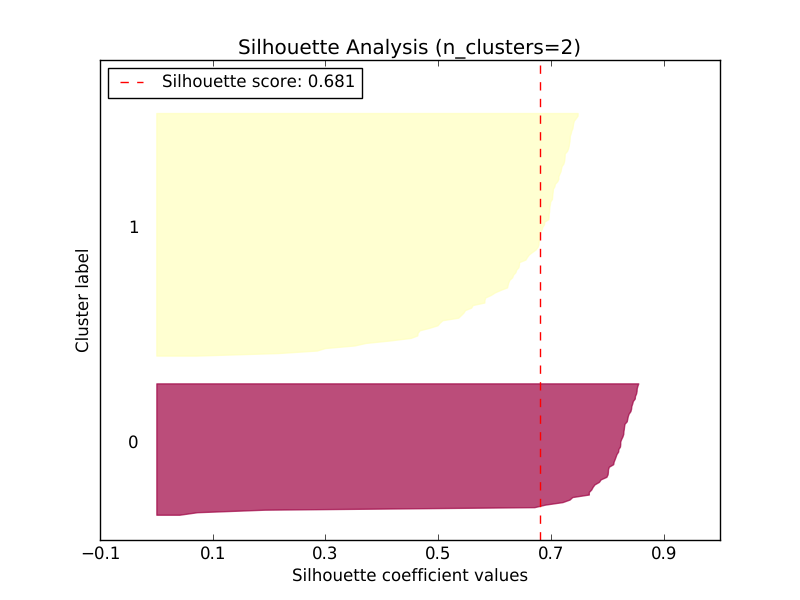 Silhouette Analysis (n_clusters=2)
Silhouette score: 0.681
1
0
Cluster label
−0.1 0.1 0.3 0.5 0.7 0.9
Silhouette coefficient values